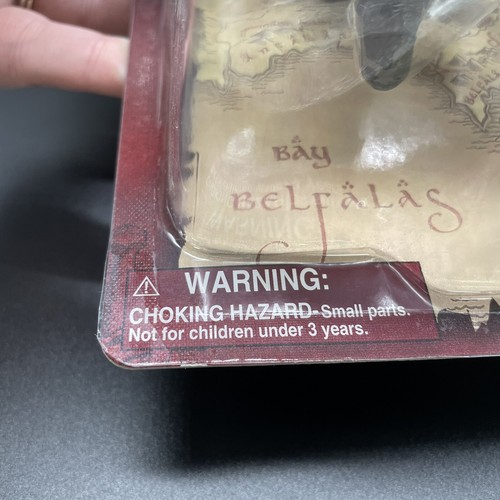 BAY
BELFALAS
WARNING:
CHOKING HAZARD- Small parts.
Not for children under 3 years.